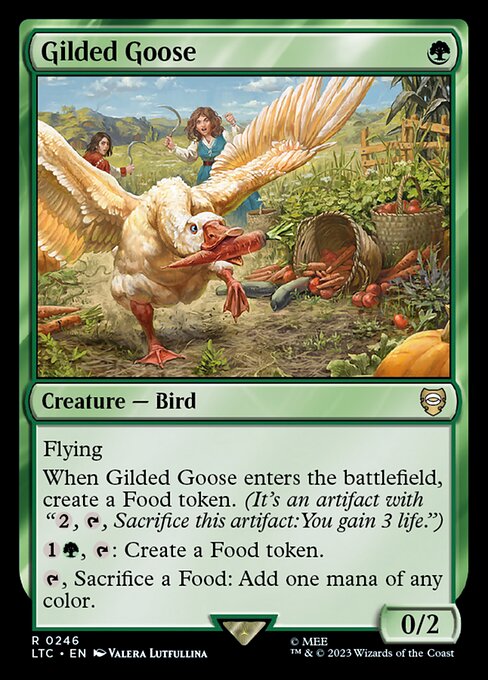 Gilded Goose
Creature — Bird
Flying
When Gilded Goose enters the battlefield,
create a Food token. (It's an artifact with
“2, , Sacrifice this artifact:You gain 3 life.”)
1 , : Create a Food token.
, Sacrifice a Food: Add one mana of any
color.
0/2
R 0246
LTC • EN Valera Lutfullina
© MEE
™ & © 2023 Wizards of the Coast